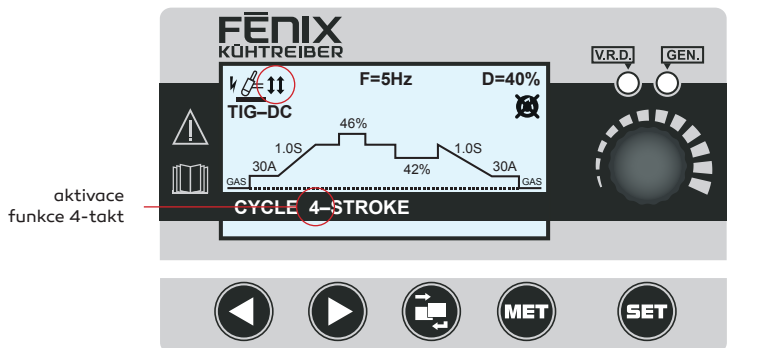 FĒNIX
KÜHTREIBER
V.R.D.
GEN.
F=5Hz
D=40%
TIG–DC
46%
1.0S
1.0S
30A
42%
30A
GAS
GAS
CYCLE 4–STROKE
aktivace
funkce 4-takt
MET
SET